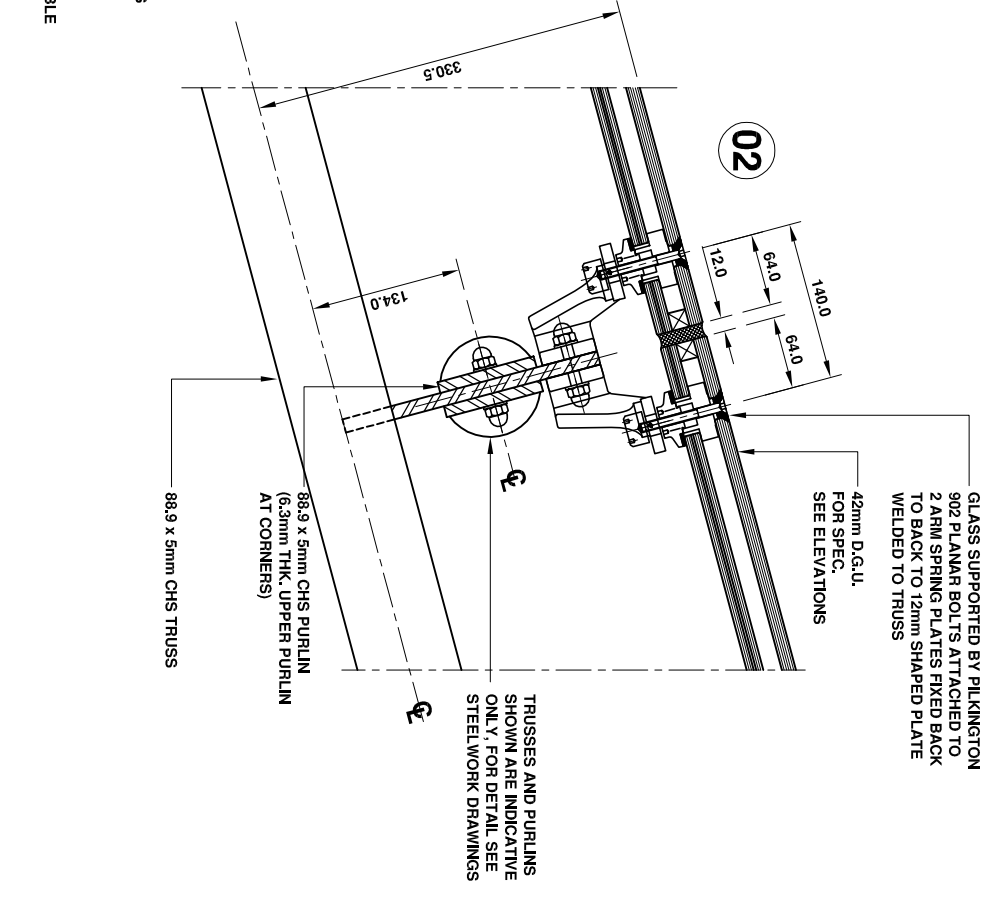 GLASS SUPPORTED BY PILKINGTON
902 PLANAR BOLTS ATTACHED TO
2 ARM SPRING PLATES FIXED BACK
TO BACK TO 12mm SHAPED PLATE
WELDED TO TRUSS
42mm D.G.U.
FOR SPEC.
SEE ELEVATIONS
02
140.0
64.0
64.0
12.0
330.5
134.0
TRUSSES AND PURLINS
SHOWN ARE INDICATIVE
ONLY, FOR DETAIL SEE
STEELWORK DRAWINGS
CL
CL
88.9 x 5mm CHS PURLIN
(6.3mm THK. UPPER PURLIN
AT CORNERS)
88.9 x 5mm CHS TRUSS
S
BLE